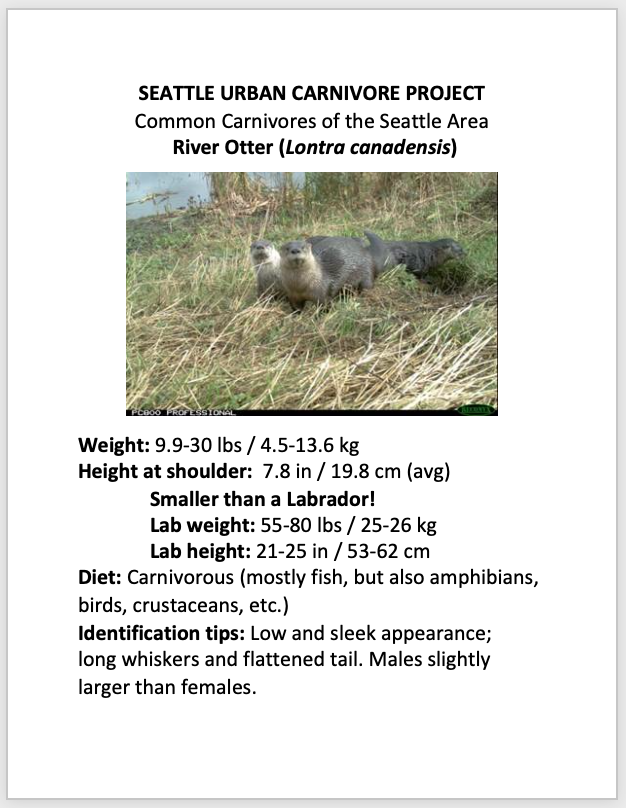 SEATTLE URBAN CARNIVORE PROJECT
Common Carnivores of the Seattle Area
River Otter (Lontra canadensis)
PC800 PROFESSIONAL
Weight: 9.9-30 lbs / 4.5-13.6 kg
Height at shoulder:  7.8 in / 19.8 cm (avg)
Smaller than a Labrador!
Lab weight: 55-80 lbs / 25-26 kg
Lab height: 21-25 in / 53-62 cm
Diet: Carnivorous (mostly fish, but also amphibians,
birds, crustaceans, etc.)
Identification tips: Low and sleek appearance;
long whiskers and flattened tail. Males slightly
larger than females.